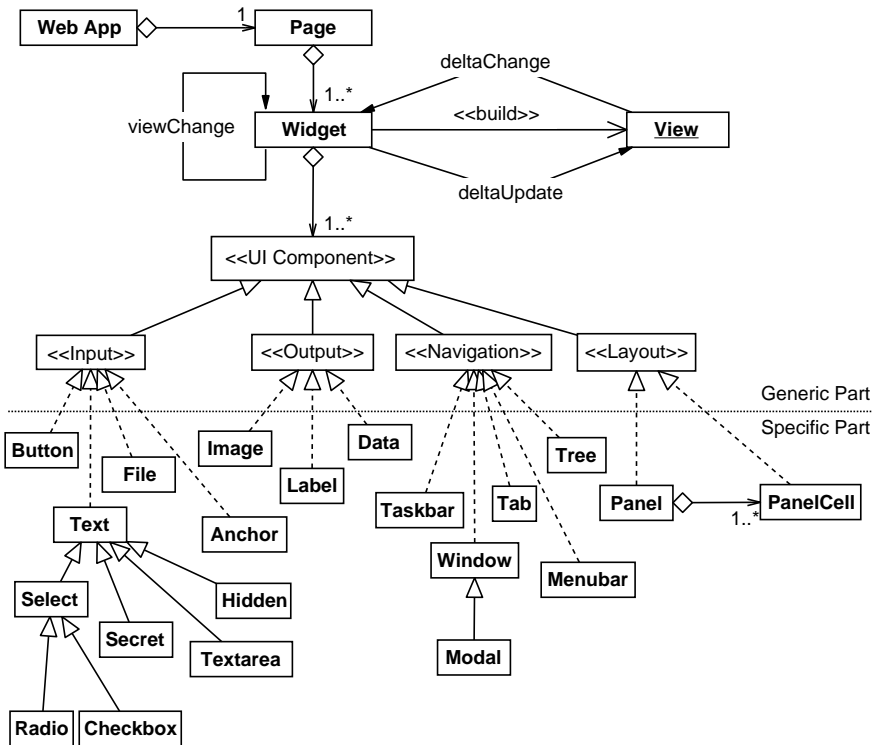 Web App
1
Page
deltaChange
1..*
viewChange
Widget
<<build>>
View
deltaUpdate
1..*
<<UI Component>>
<<Input>>
<<Output>>
<<Navigation>>
<<Layout>>
Generic Part
Specific Part
Button
Image
Data
Tree
File
Label
Taskbar
Tab
Panel
1..*
PanelCell
Text
Anchor
Window
Menubar
Select
Hidden
Secret
Textarea
Modal
Radio
Checkbox